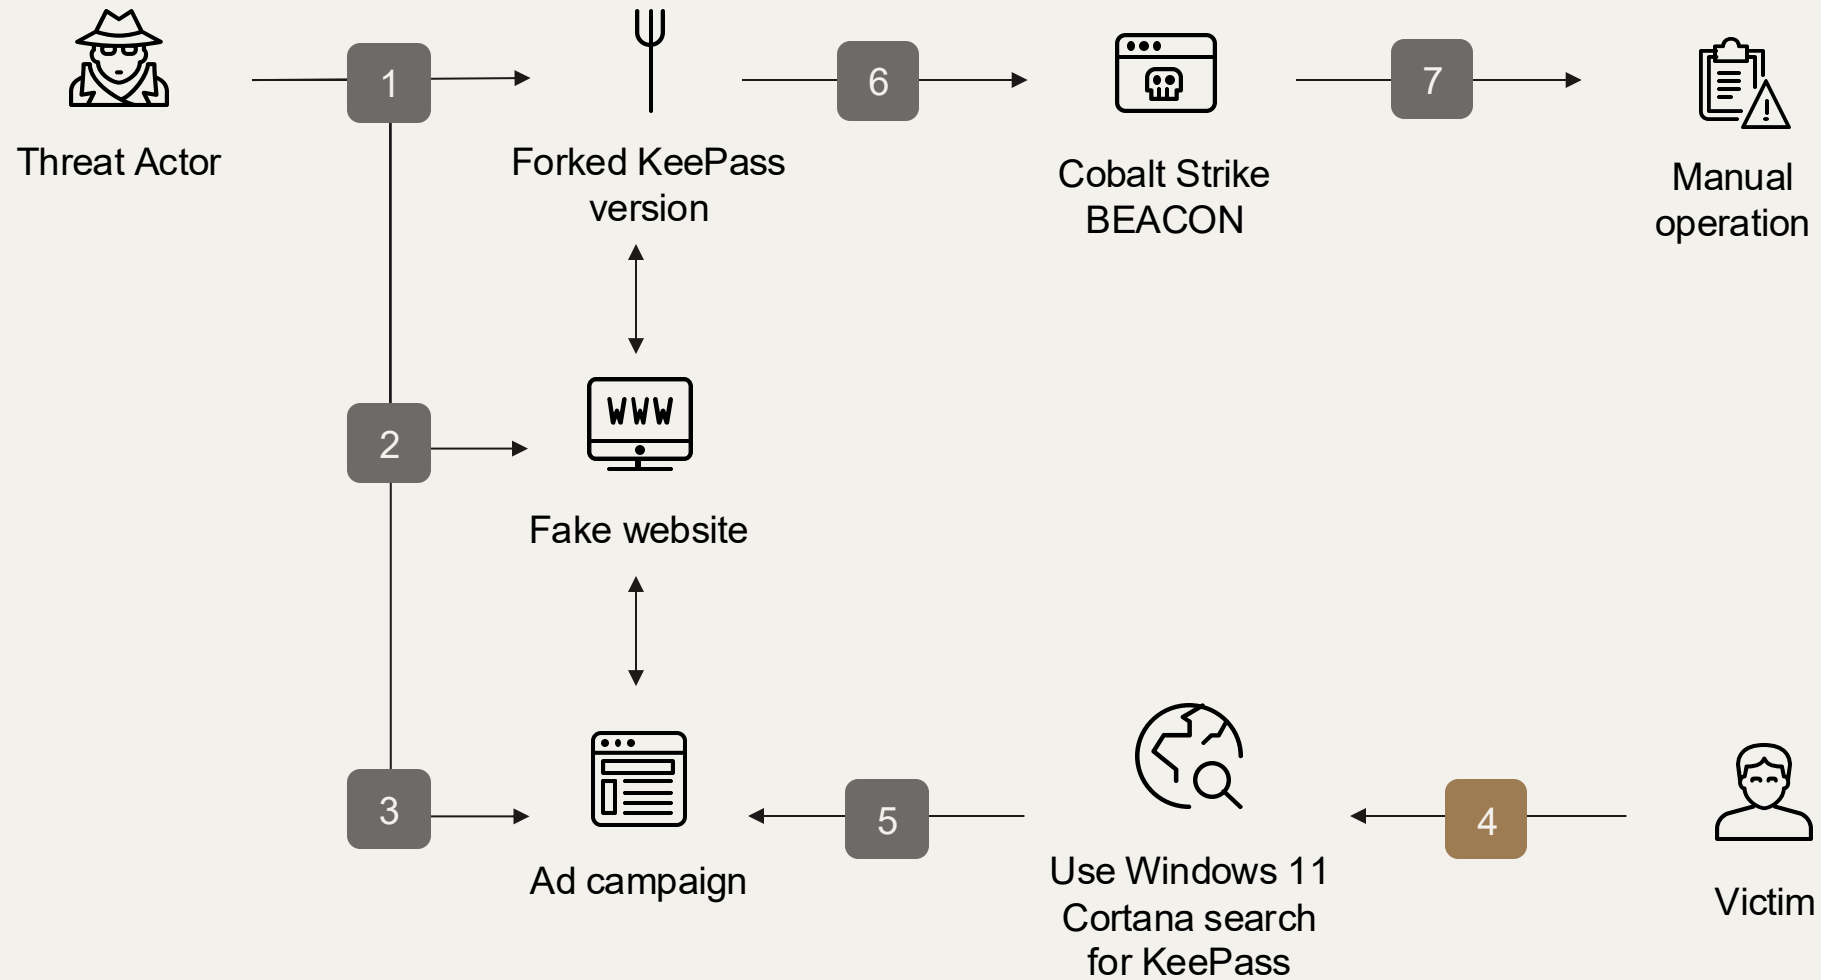 1
6
7
Threat Actor
Forked KeePass
version
Cobalt Strike
BEACON
Manual
operation
WWW
2
Fake website
3
5
4
Ad campaign
Use Windows 11
Cortana search
for KeePass
Victim